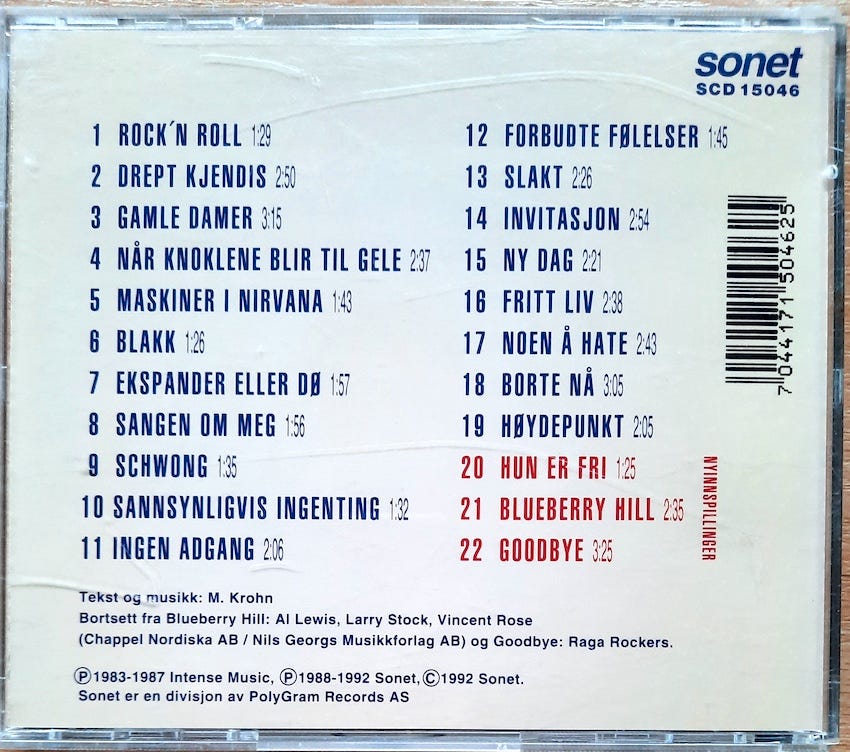 sonet
SCD 15046
1 ROCK´N ROLL 1:29
2 DREPT KJENDIS 2:50
3 GAMLE DAMER 3:15
4 NÅR KNOKLENE BLIR TIL GELE 2:37
5 MASKINER I NIRVANA 1:43
6 BLAKK 1:26
7 EKSPANDER ELLER DØ 1:57
8 SANGEN OM MEG 1:56
9 SCHWONG 1:35
10 SANNSYNLIGVIS INGENTING 1:32
11 INGEN ADGANG 2:06
12 FORBUDTE FØLELSER 1:45
13 SLAKT 2:26
14 INVITASJON 2:54
15 NY DAG 2:21
16 FRITT LIV 2:38
17 NOEN Å HATE 2:43
18 BORTE NÅ 3:05
19 HØYDEPUNKT 2:05
20 HUN ER FRI 1:25
21 BLUEBERRY HILL 2:35
22 GOODBYE 3:25
NYINNSPILLINGER
7 044171 504625
Tekst og musikk: M. Krohn
Bortsett fra Blueberry Hill: Al Lewis, Larry Stock, Vincent Rose
(Chappel Nordiska AB / Nils Georgs Musikkforlag AB) og Goodbye: Raga Rockers.
Ⓟ1983-1987 Intense Music, Ⓟ1988-1992 Sonet, Ⓒ1992 Sonet.
Sonet er en divisjon av PolyGram Records AS